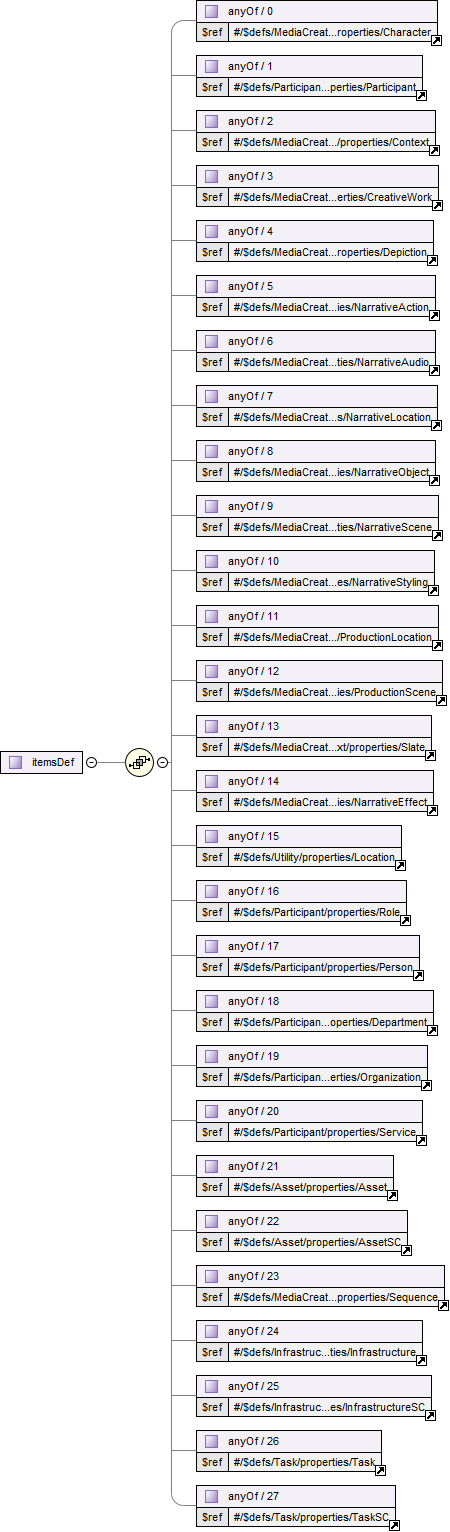 anyOf / 0
$ref #/$defs/MediaCreat...roperties/Character
anyOf / 1
$ref #/$defs/Participan...perties/Participant
anyOf / 2
$ref #/$defs/MediaCreat.../properties/Context
anyOf / 3
$ref #/$defs/MediaCreat...erties/CreativeWork
anyOf / 4
$ref #/$defs/MediaCreat...roperties/Depiction
anyOf / 5
$ref #/$defs/MediaCreat...ies/NarrativeAction
anyOf / 6
$ref #/$defs/MediaCreat...ties/NarrativeAudio
anyOf / 7
$ref #/$defs/MediaCreat...s/NarrativeLocation
anyOf / 8
$ref #/$defs/MediaCreat...ies/NarrativeObject
anyOf / 9
$ref #/$defs/MediaCreat...ties/NarrativeScene
anyOf / 10
$ref #/$defs/MediaCreat...es/NarrativeStyling
anyOf / 11
$ref #/$defs/MediaCreat.../ProductionLocation
anyOf / 12
$ref #/$defs/MediaCreat...ies/ProductionScene
anyOf / 13
$ref #/$defs/MediaCreat...xt/properties/Slate
itemsDef
anyOf / 14
$ref #/$defs/MediaCreat...ies/NarrativeEffect
anyOf / 15
$ref #/$defs/Utility/properties/Location
anyOf / 16
$ref #/$defs/Participant/properties/Role
anyOf / 17
$ref #/$defs/Participant/properties/Person
anyOf / 18
$ref #/$defs/Participan...operties/Department
anyOf / 19
$ref #/$defs/Participan...erties/Organization
anyOf / 20
$ref #/$defs/Participant/properties/Service
anyOf / 21
$ref #/$defs/Asset/properties/Asset
anyOf / 22
$ref #/$defs/Asset/properties/AssetSC
anyOf / 23
$ref #/$defs/MediaCreat...properties/Sequence
anyOf / 24
$ref #/$defs/Infrastruc...ties/Infrastructure
anyOf / 25
$ref #/$defs/Infrastruc...es/InfrastructureSC
anyOf / 26
$ref #/$defs/Task/properties/Task
anyOf / 27
$ref #/$defs/Task/properties/TaskSC